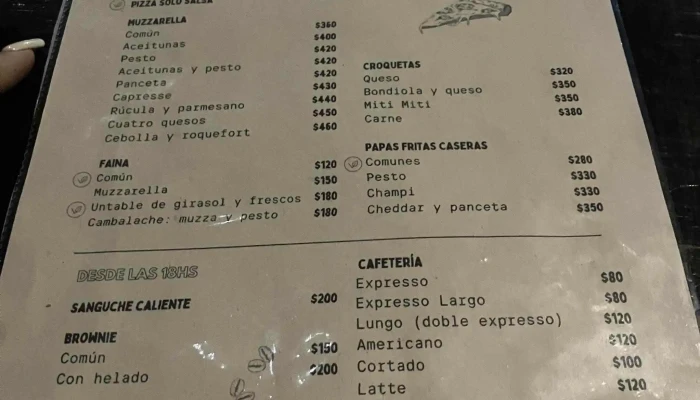 PIZZA SOLO SALSA
MUZZARELLA
Común $360
Aceitunas $400
Pesto $420
Aceitunas y pesto $420
Panceta $420
Capresse $430
Rúcula y parmesano $440
Cuatro quesos $450
Cebolla y roquefort $460
FAINA
Común $120
Muzzarella $150
Untable de girasol y frescos $180
Cambalache: muzza y pesto $180
CROQUETAS
Queso $320
Bondiola y queso $350
Miti Miti $350
Carne $380
PAPAS FRITAS CASERAS
Comunes $280
Pesto $330
Champi $330
Cheddar y panceta $350
DESDE LAS 18HS
SANGUCHE CALIENTE $200
BROWNIE
Común $150
Con helado $200
CAFETERÍA
Expresso $80
Expresso Largo $80
Lungo (doble expresso) $120
Americano $120
Cortado $100
Latte $120